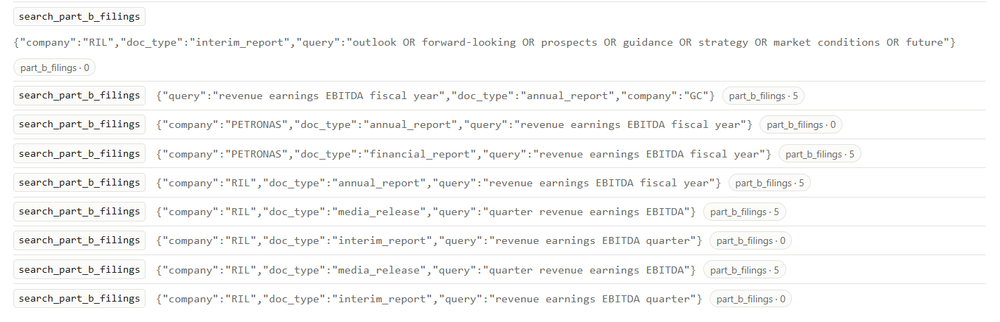 search_part_b_filings
{"company":"RIL","doc_type":"interim_report","query":"outlook OR forward-looking OR prospects OR guidance OR strategy OR market conditions OR future"}
part_b_filings · 0
search_part_b_filings {"query":"revenue earnings EBITDA fiscal year","doc_type":"annual_report","company":"GC"} part_b_filings · 5
search_part_b_filings {"company":"PETRONAS","doc_type":"annual_report","query":"revenue earnings EBITDA fiscal year"} part_b_filings · 0
search_part_b_filings {"company":"PETRONAS","doc_type":"financial_report","query":"revenue earnings EBITDA fiscal year"} part_b_filings · 5
search_part_b_filings {"company":"RIL","doc_type":"annual_report","query":"revenue earnings EBITDA fiscal year"} part_b_filings · 5
search_part_b_filings {"company":"RIL","doc_type":"media_release","query":"quarter revenue earnings EBITDA"} part_b_filings · 5
search_part_b_filings {"company":"RIL","doc_type":"interim_report","query":"revenue earnings EBITDA quarter"} part_b_filings · 0
search_part_b_filings {"company":"RIL","doc_type":"media_release","query":"quarter revenue earnings EBITDA"} part_b_filings · 5
search_part_b_filings {"company":"RIL","doc_type":"interim_report","query":"revenue earnings EBITDA quarter"} part_b_filings · 0